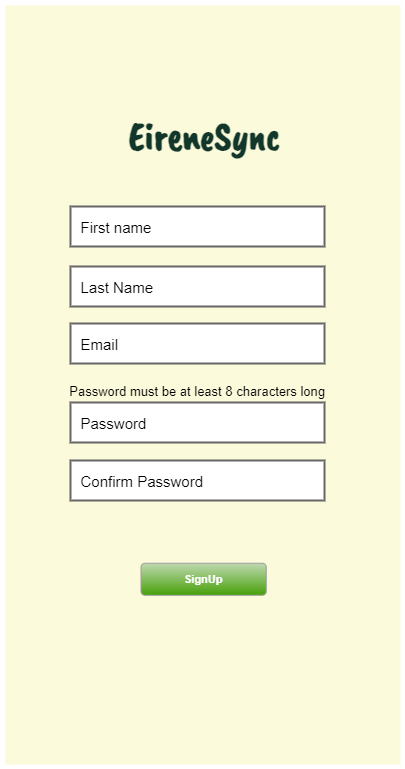 EireneSync
First name
Last Name
Email
Password must be at least 8 characters long
Password
Confirm Password
SignUp